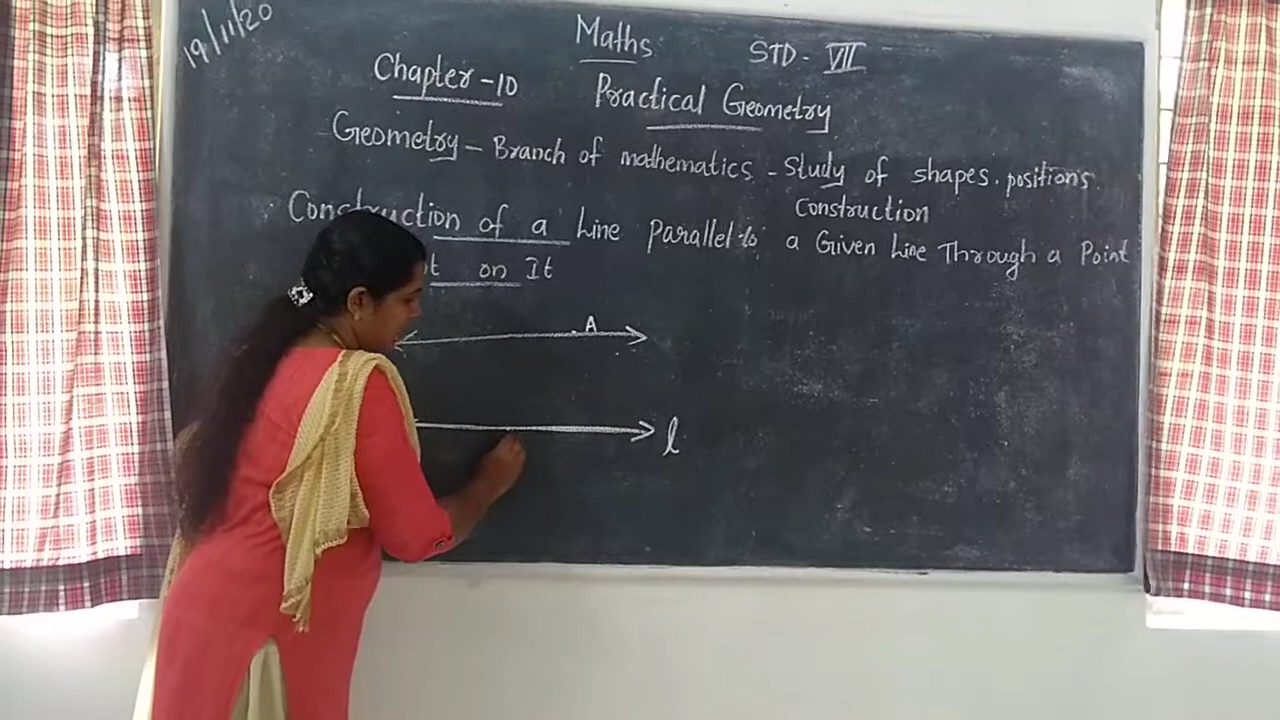 19/11/20
Maths STD - VII
Chapter - 10 Practical Geometry
Geometry - Branch of mathematics - Study of shapes, positions
Construction
Construction of a Line Parallel to a Given Line Through a Point
on It
A
l